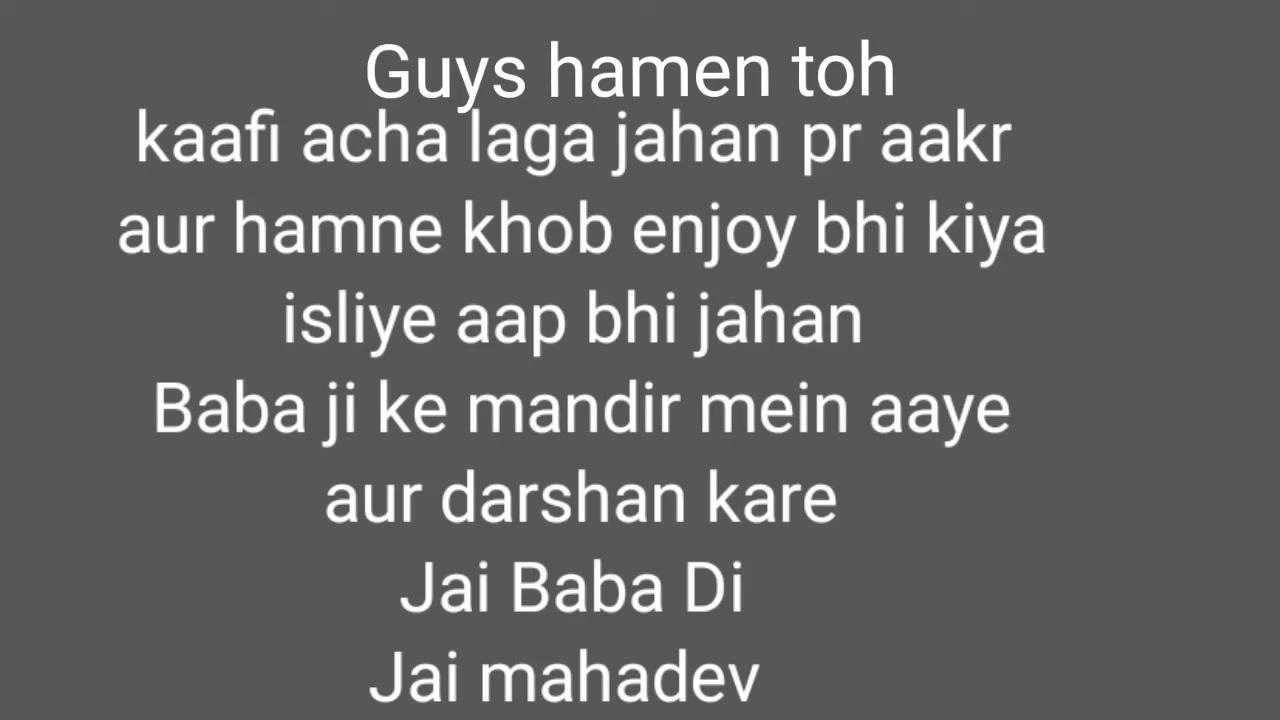 Guys hamen toh
kaafi acha laga jahan pr aakr
aur hamne khob enjoy bhi kiya
isliye aap bhi jahan
Baba ji ke mandir mein aaye
aur darshan kare
Jai Baba Di
Jai mahadev